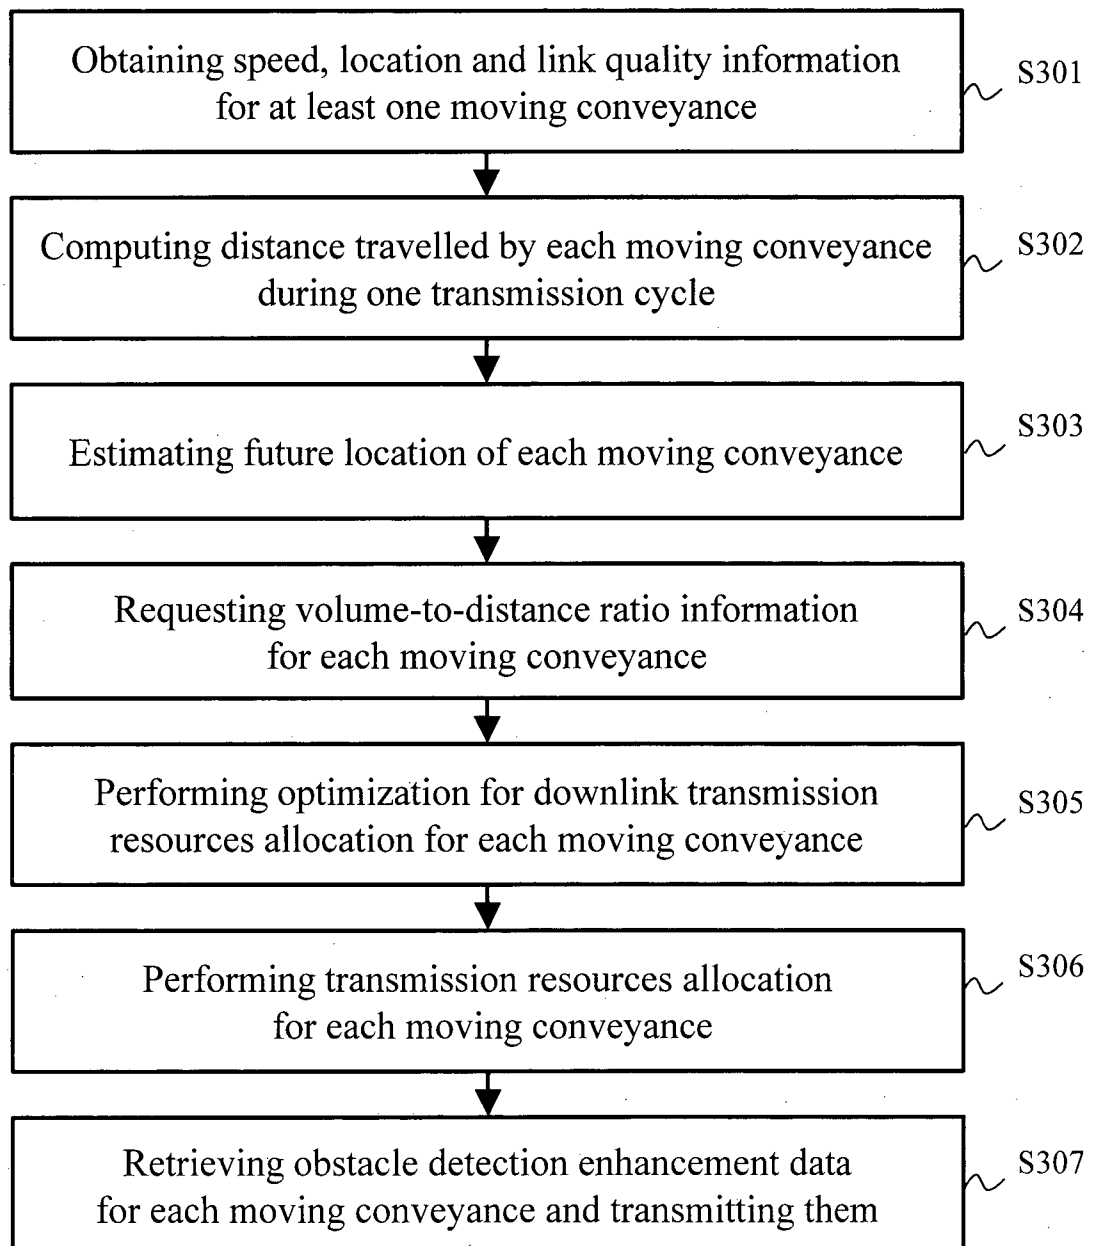 Obtaining speed, location and link quality information
for at least one moving conveyance
S301
Computing distance travelled by each moving conveyance
during one transmission cycle
S302
Estimating future location of each moving conveyance
S303
Requesting volume-to-distance ratio information
for each moving conveyance
S304
Performing optimization for downlink transmission
resources allocation for each moving conveyance
S305
Performing transmission resources allocation
for each moving conveyance
S306
Retrieving obstacle detection enhancement data
for each moving conveyance and transmitting them
S307